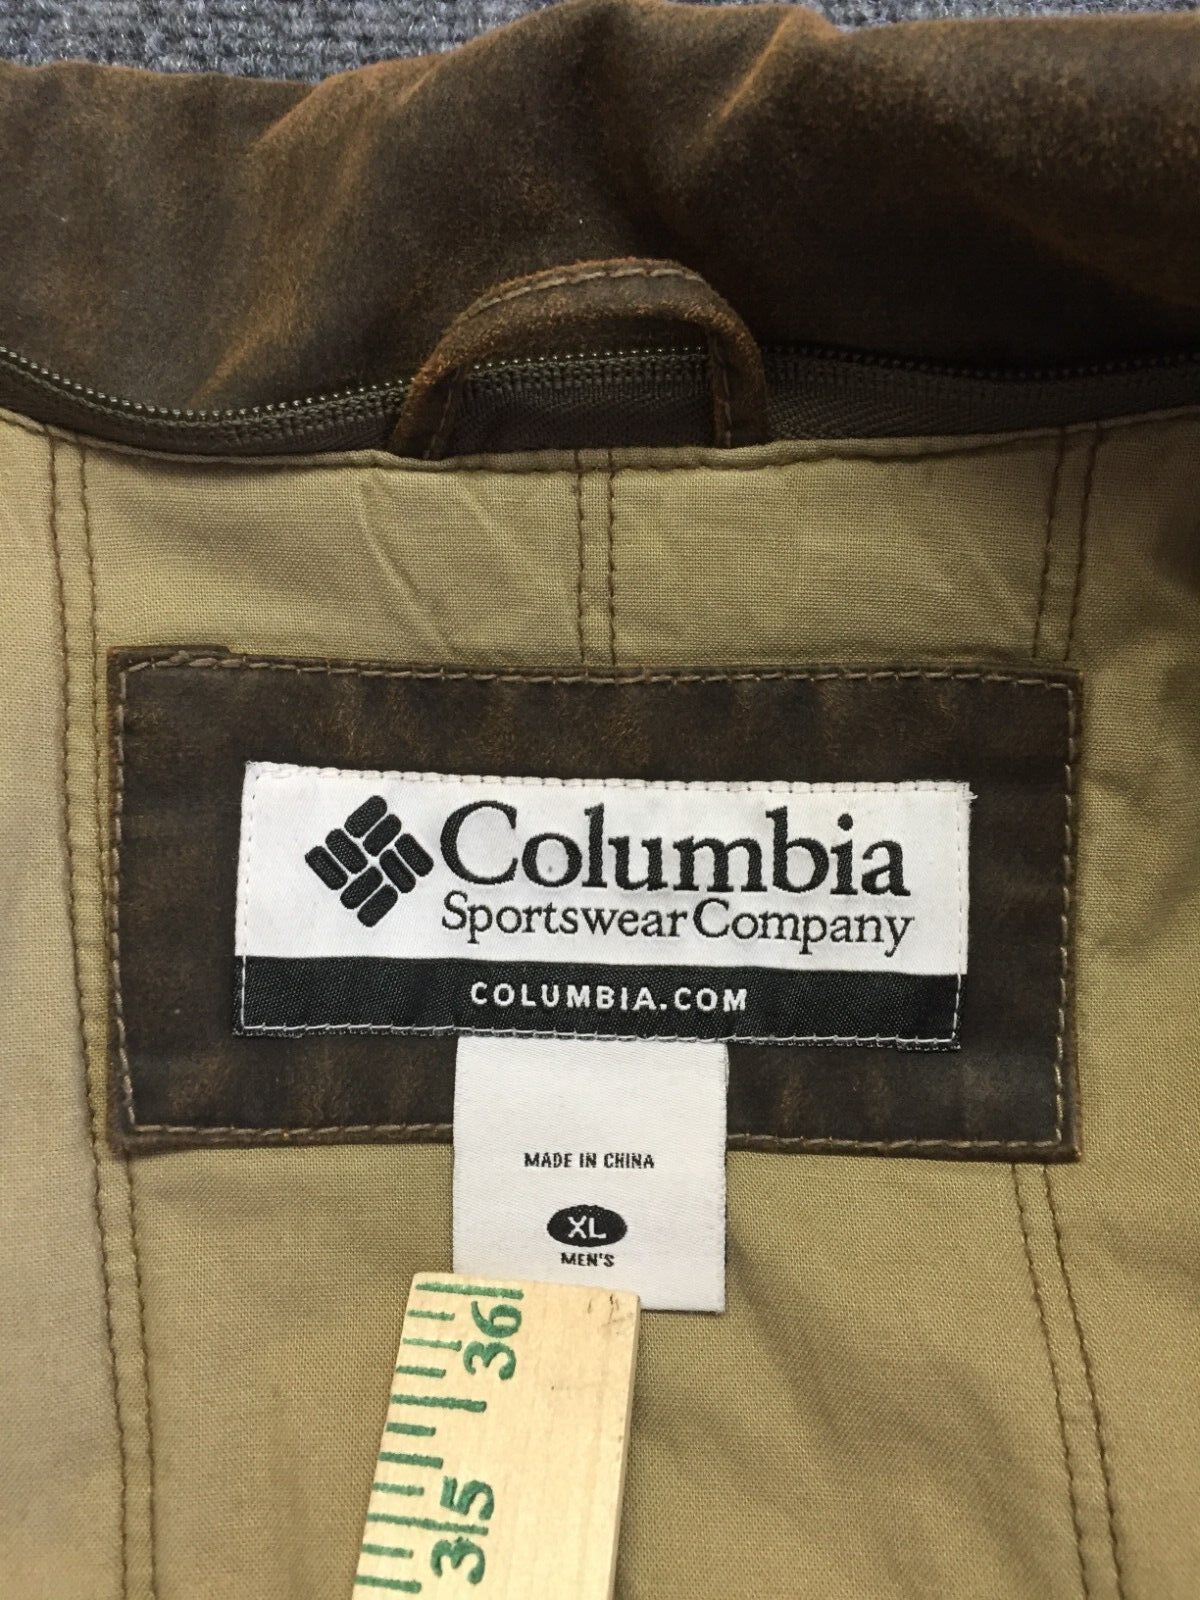 Columbia
Sportswear Company
COLUMBIA.COM
MADE IN CHINA
XL
MEN'S
36
35